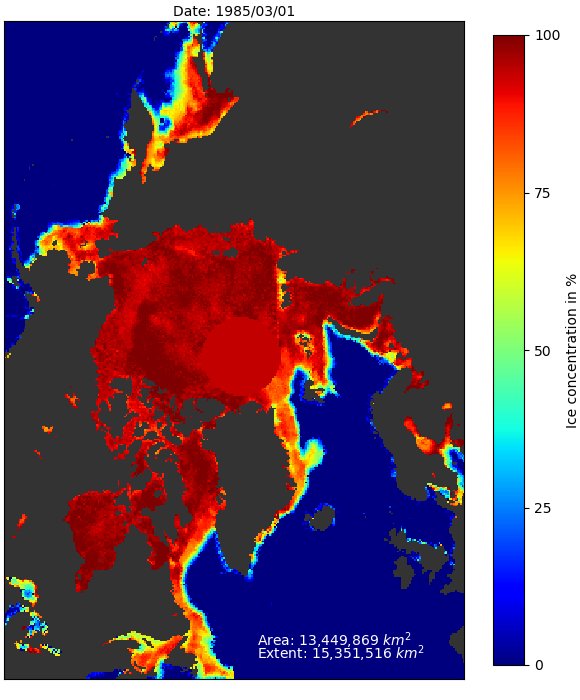 Date: 1985/03/01
100
75
50
25
0
Ice concentration in %
Area: 13,449,869 km²
Extent: 15,351,516 km²